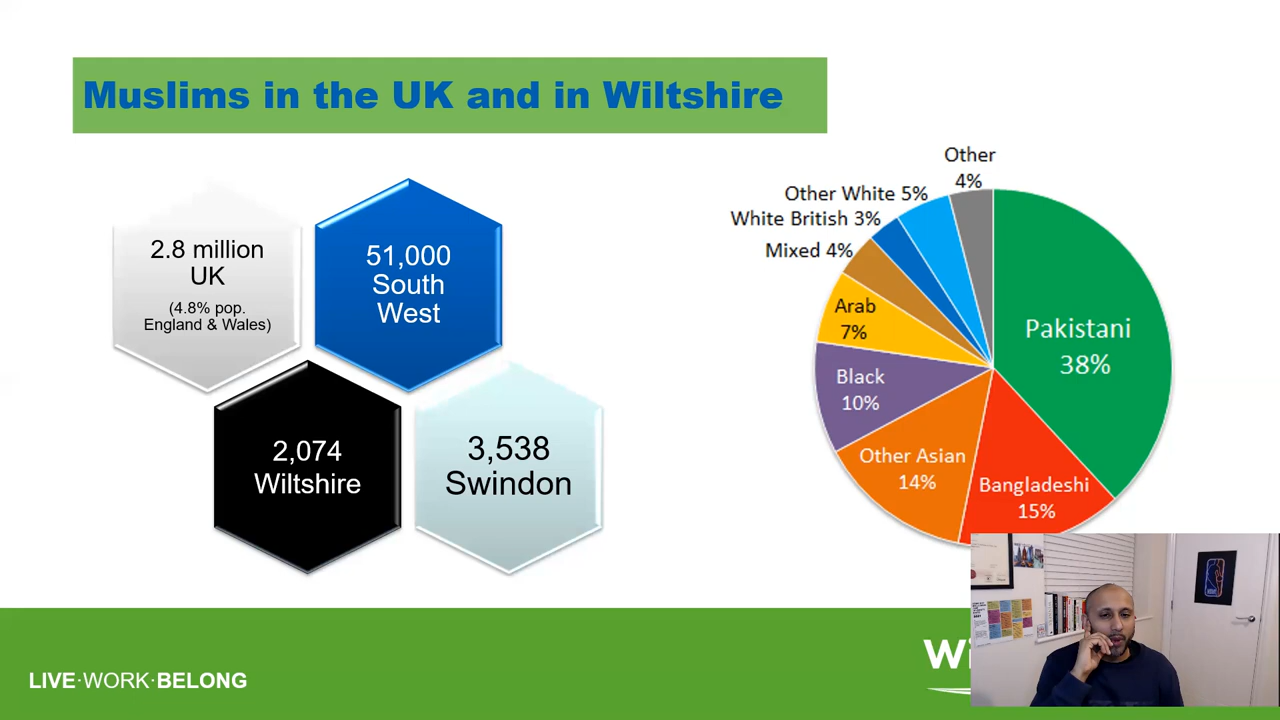 Muslims in the UK and in Wiltshire
2.8 million
UK
(4.8% pop.
England & Wales)
51,000
South
West
2,074
Wiltshire
3,538
Swindon
Other
4%
Other White 5%
White British 3%
Mixed 4%
Arab
7%
Black
10%
Other Asian
14%
Bangladeshi
15%
Pakistani
38%
LIVE·WORK·BELONG